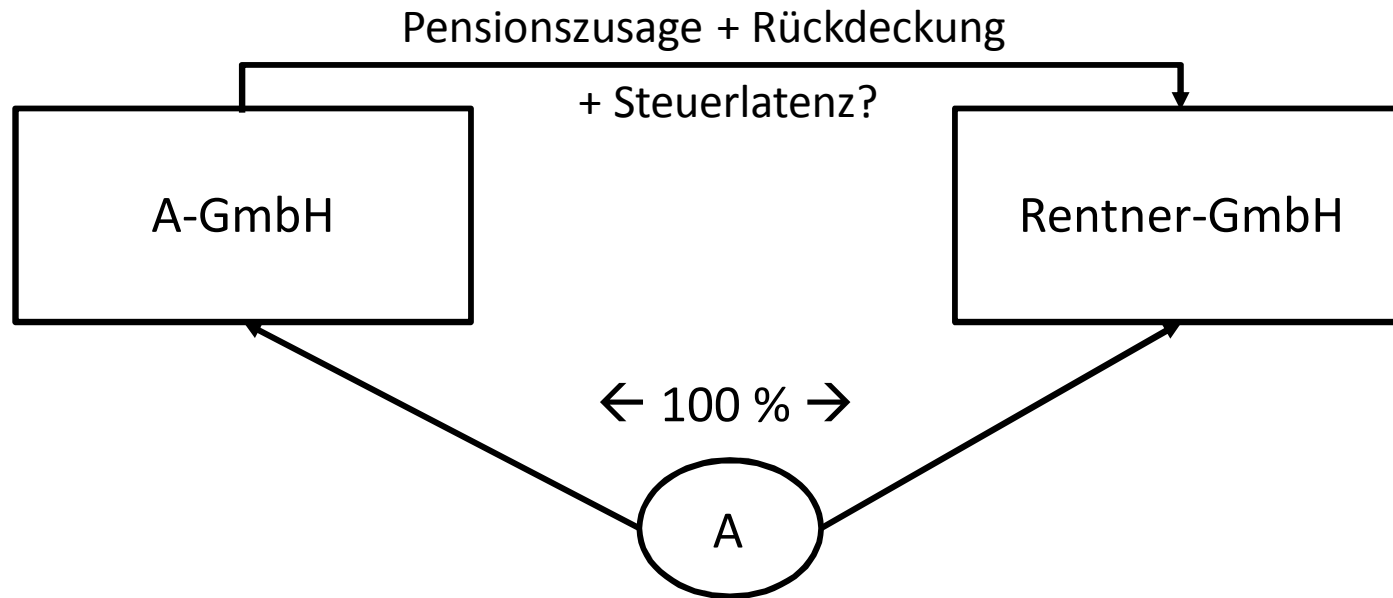 Pensionszusage + Rückdeckung
+ Steuerlatenz?
A-GmbH
Rentner-GmbH
← 100 % →
A